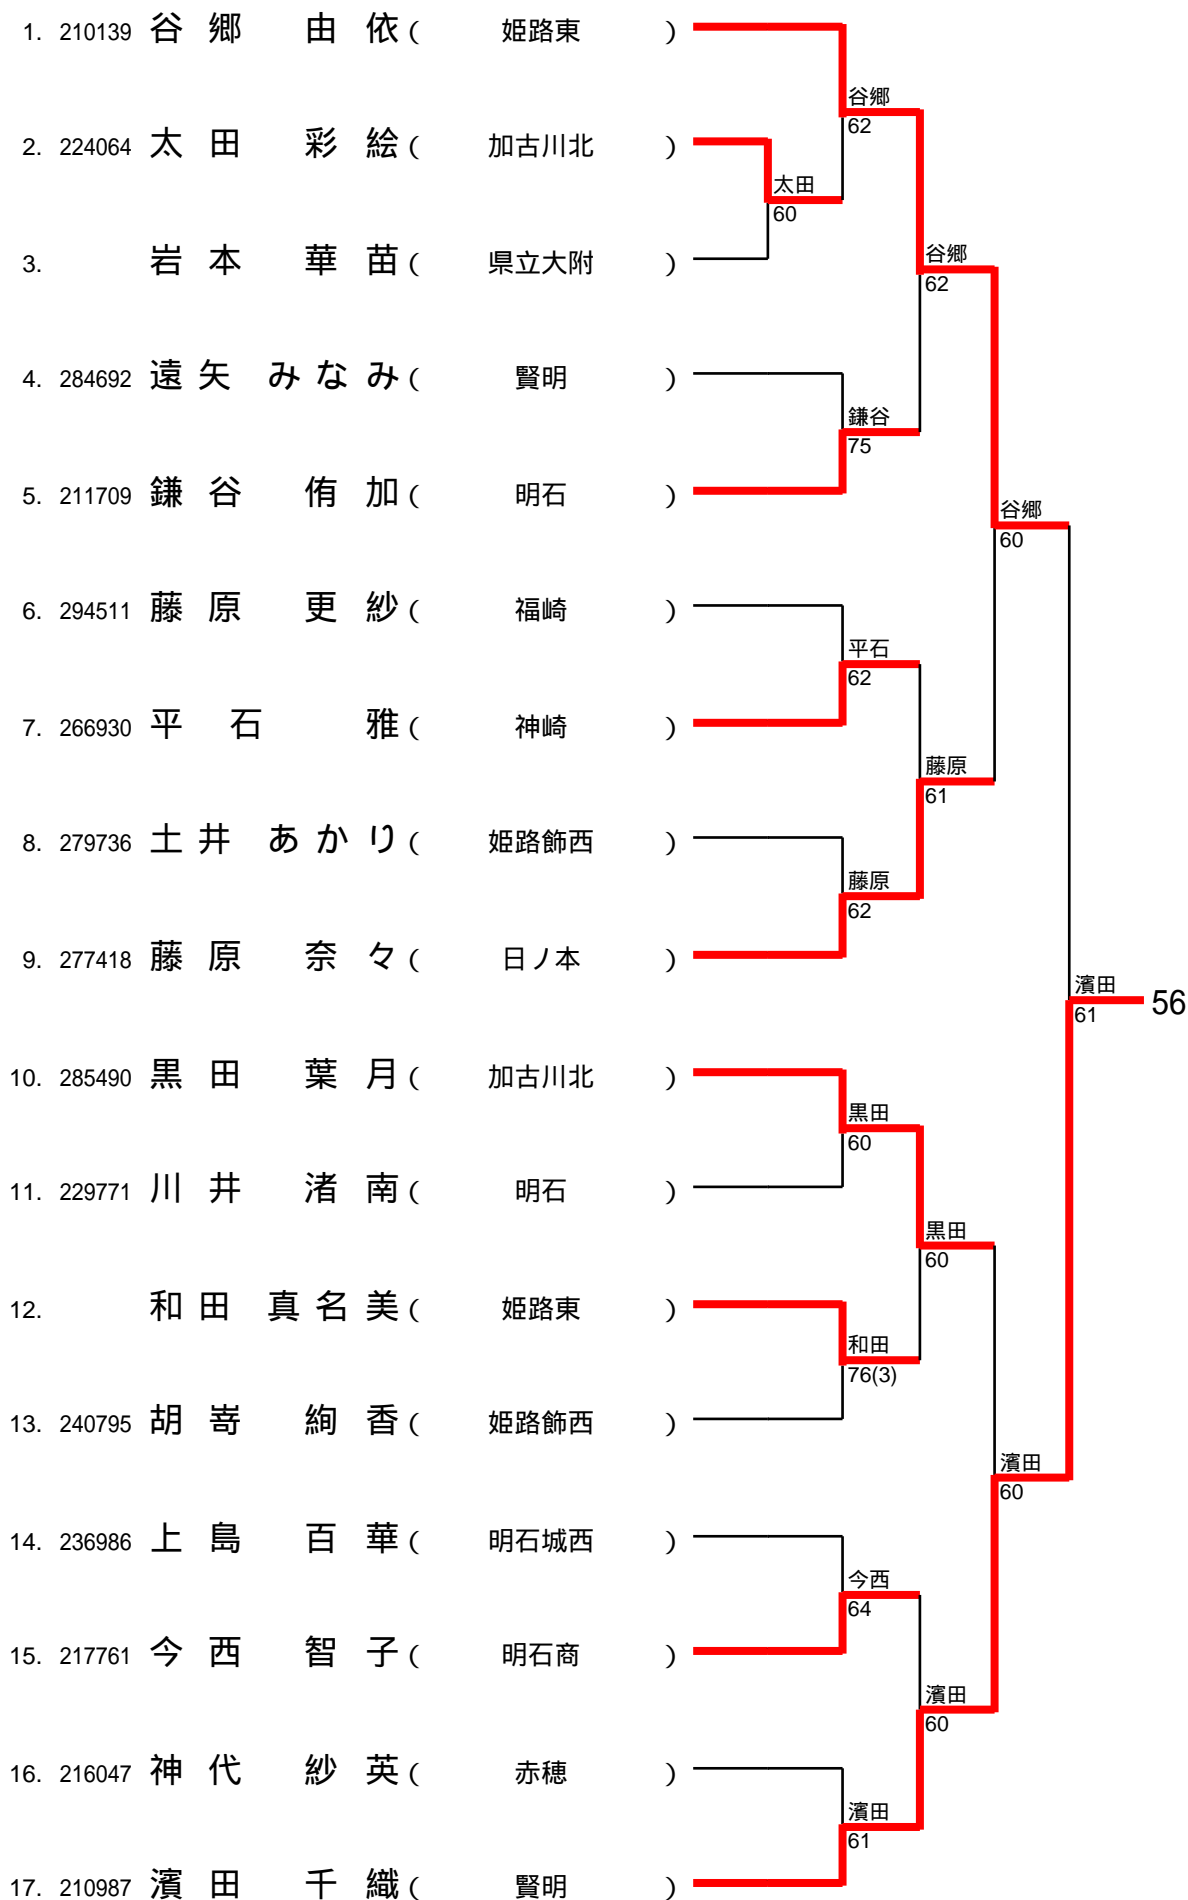 1. 210139 谷郷 由依 ( 姫路東 )
谷郷
62
2. 224064 太田 彩絵 ( 加古川北 )
太田
60
3. 岩本 華苗 ( 県立大附 )
谷郷
62
4. 284692 遠矢 みなみ ( 賢明 )
鎌谷
75
5. 211709 鎌谷 侑加 ( 明石 )
谷郷
60
6. 294511 藤原 更紗 ( 福崎 )
平石
62
7. 266930 平石 雅 ( 神崎 )
藤原
61
8. 279736 土井 あかり ( 姫路飾西 )
藤原
62
9. 277418 藤原 奈々 ( 日ノ本 )
濱田
61
56
10. 285490 黒田 葉月 ( 加古川北 )
黒田
60
11. 229771 川井 渚南 ( 明石 )
黒田
60
12. 和田 真名美 ( 姫路東 )
和田
76(3)
13. 240795 胡嵜 絢香 ( 姫路飾西 )
濱田
60
14. 236986 上島 百華 ( 明石城西 )
今西
64
15. 217761 今西 智子 ( 明石商 )
濱田
60
16. 216047 神代 紗英 ( 赤穂 )
濱田
61
17. 210987 濱田 千織 ( 賢明 )